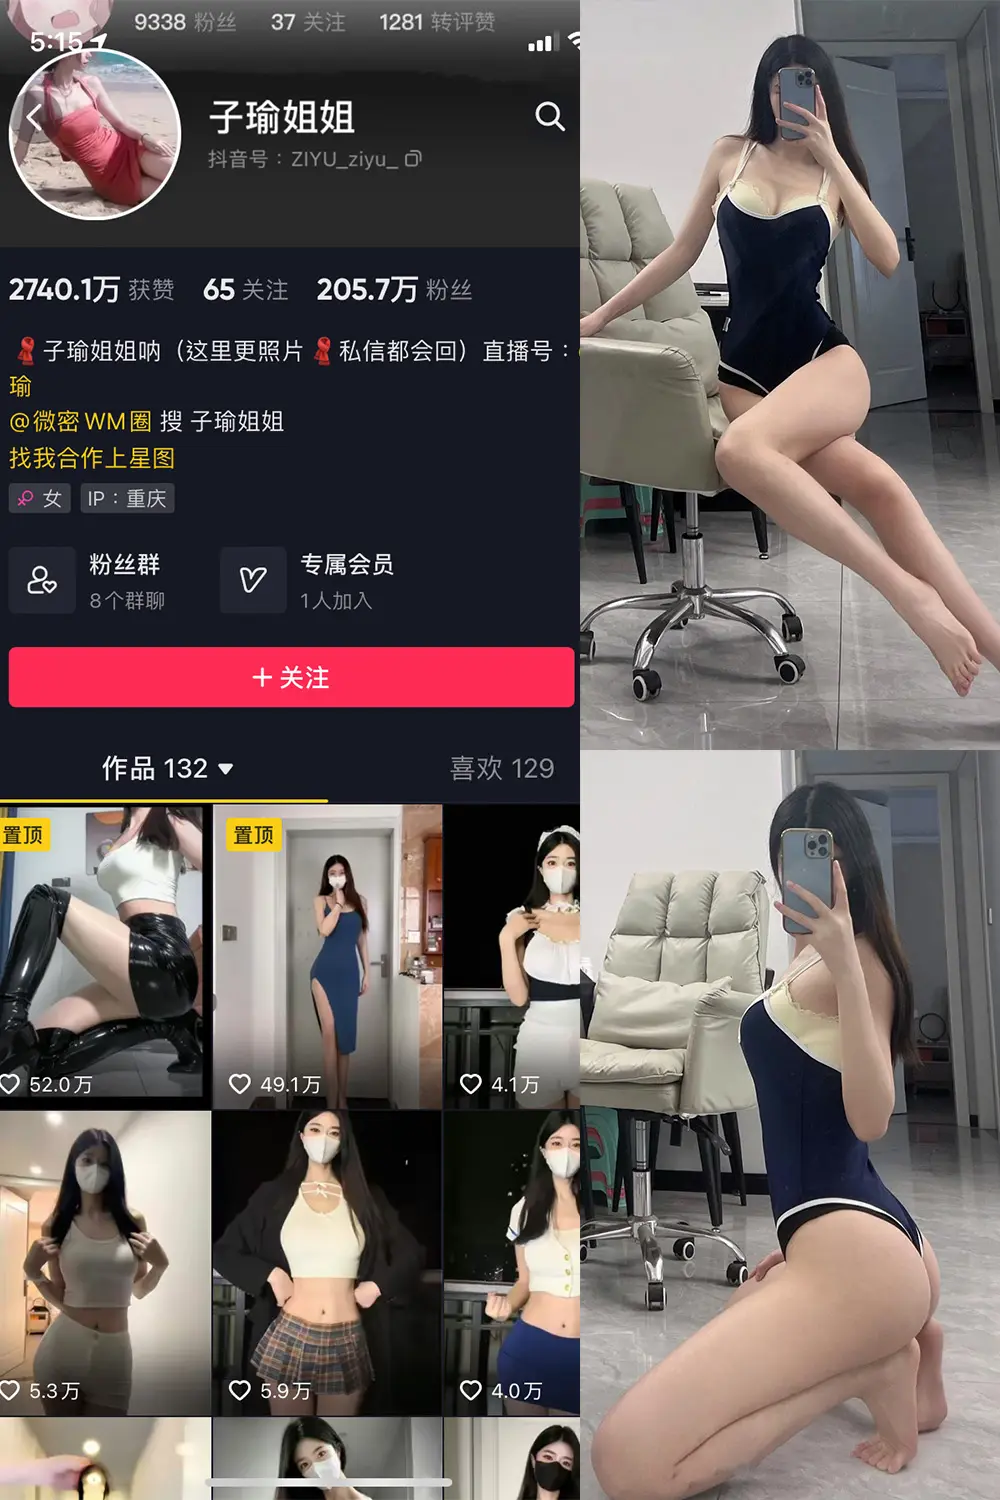 9338 粉丝 37 关注 1281 转评赞
5:15
子瑜姐姐
抖音号：ZIYU_ziyu_
2740.1万 获赞 65 关注 205.7万 粉丝
子瑜姐姐呐（这里更照片 私信都会回）直播号：
瑜
@微密WM圈 搜 子瑜姐姐
找我合作上星图
女 IP：重庆
粉丝群 专属会员
8个群聊 1人加入
+ 关注
作品 132 喜欢 129
置顶 置顶
52.0万 49.1万 4.1万
5.3万 5.9万 4.0万